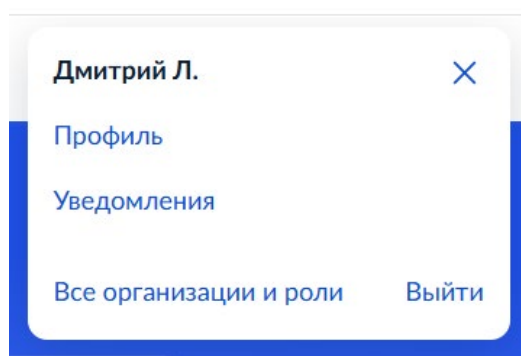 Дмитрий Л.
Профиль
Уведомления
Все организации и роли Выйти